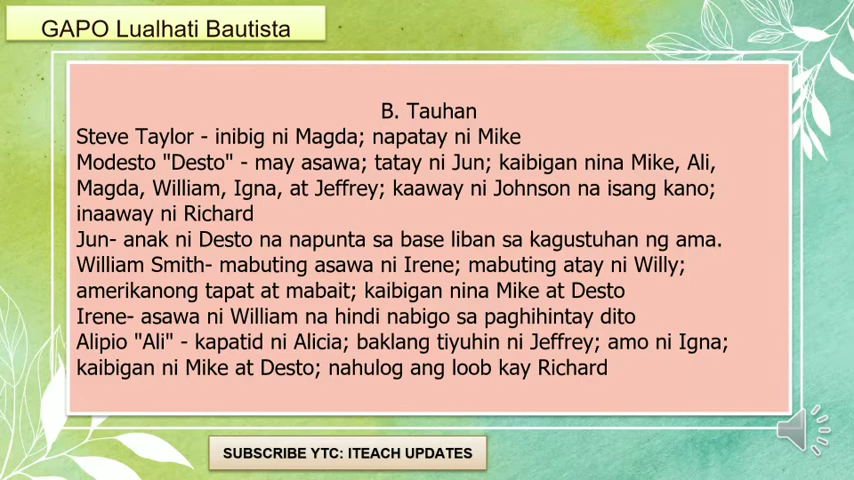 GAPO Lualhati Bautista
B. Tauhan
Steve Taylor - inibig ni Magda; napatay ni Mike
Modesto "Desto" - may asawa; tatay ni Jun; kaibigan nina Mike, Ali,
Magda, William, Igna, at Jeffrey; kaaway ni Johnson na isang kano;
inaaway ni Richard
Jun- anak ni Desto na napunta sa base liban sa kagustuhan ng ama.
William Smith- mabuting asawa ni Irene; mabuting atay ni Willy;
amerikanong tapat at mabait; kaibigan nina Mike at Desto
Irene- asawa ni William na hindi nabigo sa paghihintay dito
Alipio "Ali" - kapatid ni Alicia; baklang tiyuhin ni Jeffrey; amo ni Igna;
kaibigan ni Mike at Desto; nahulog ang loob kay Richard
SUBSCRIBE YTC: ITEACH UPDATES